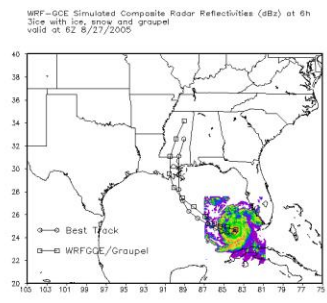 WRF-GCE Simulated Composite Radar Reflectivities (dBz) at 6h
3ice with ice, snow and graupel
valid at 6Z 8/27/2005
40
38
36
34
32
30
28
26
24
22
20
Best Track
WRFGCE/Graupel
105 103 101 99 97 95 93 91 89 87 85 83 81 79 77 75